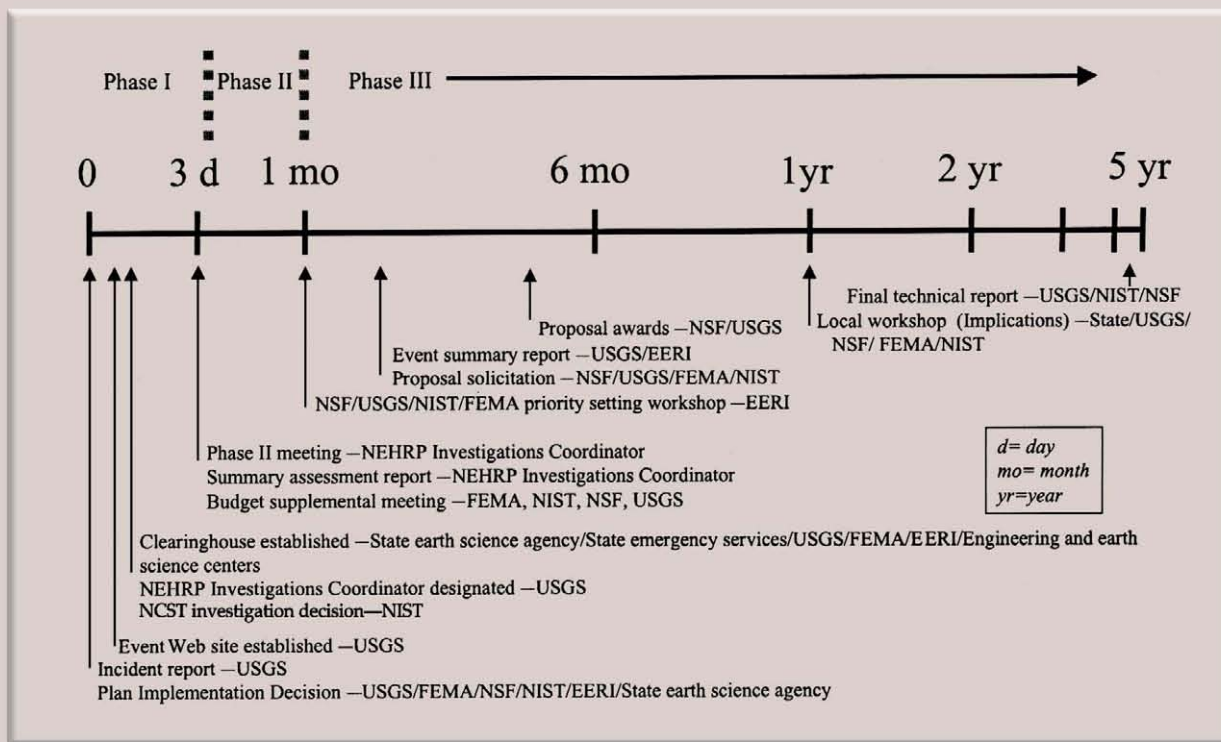 Phase I Phase II Phase III
0 3 d 1 mo 6 mo 1yr 2 yr 5 yr
Final technical report —USGS/NIST/NSF
Local workshop (Implications) —State/USGS/
NSF/ FEMA/NIST
Proposal awards —NSF/USGS
Event summary report —USGS/EERI
Proposal solicitation —NSF/USGS/FEMA/NIST
NSF/USGS/NIST/FEMA priority setting workshop —EERI
Phase II meeting —NEHRP Investigations Coordinator
Summary assessment report —NEHRP Investigations Coordinator
Budget supplemental meeting —FEMA, NIST, NSF, USGS
d= day
mo= month
yr=year
Clearinghouse established —State earth science agency/State emergency services/USGS/FEMA/EERI/Engineering and earth
science centers
NEHRP Investigations Coordinator designated —USGS
NCST investigation decision—NIST
Event Web site established —USGS
Incident report —USGS
Plan Implementation Decision —USGS/FEMA/NSF/NIST/EERI/State earth science agency